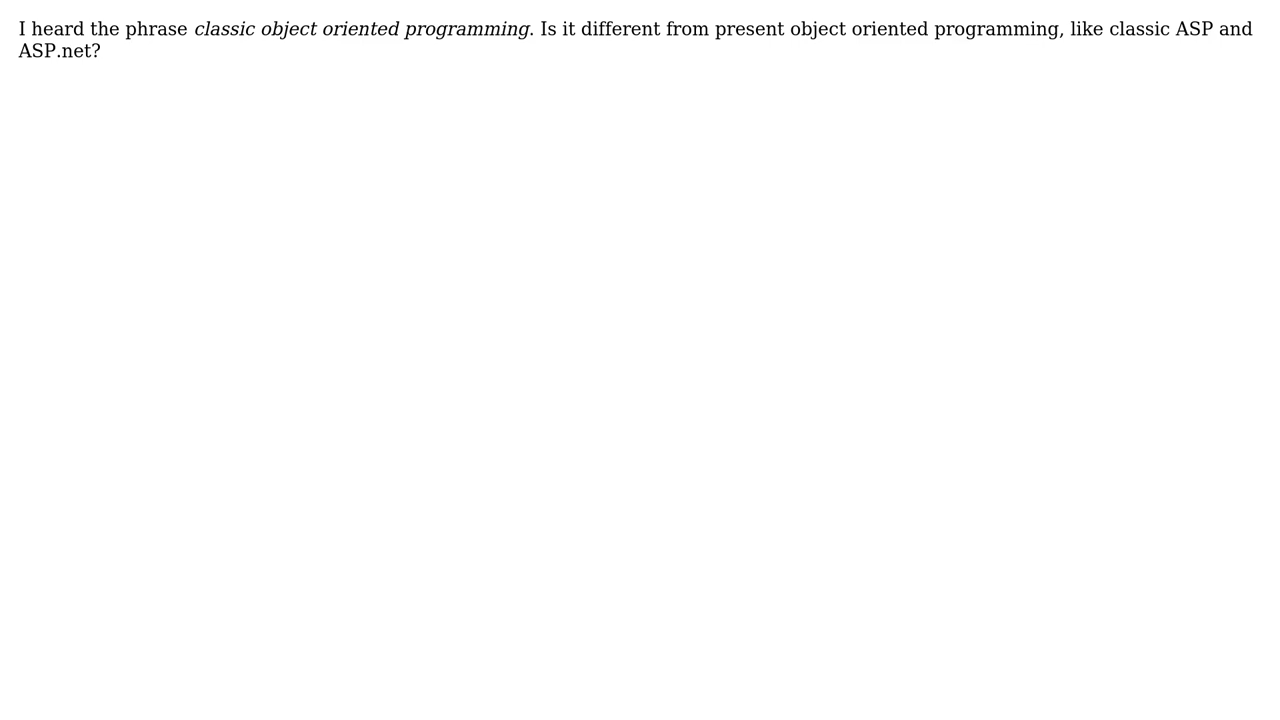 I heard the phrase classic object oriented programming. Is it different from present object oriented programming, like classic ASP and
ASP.net?